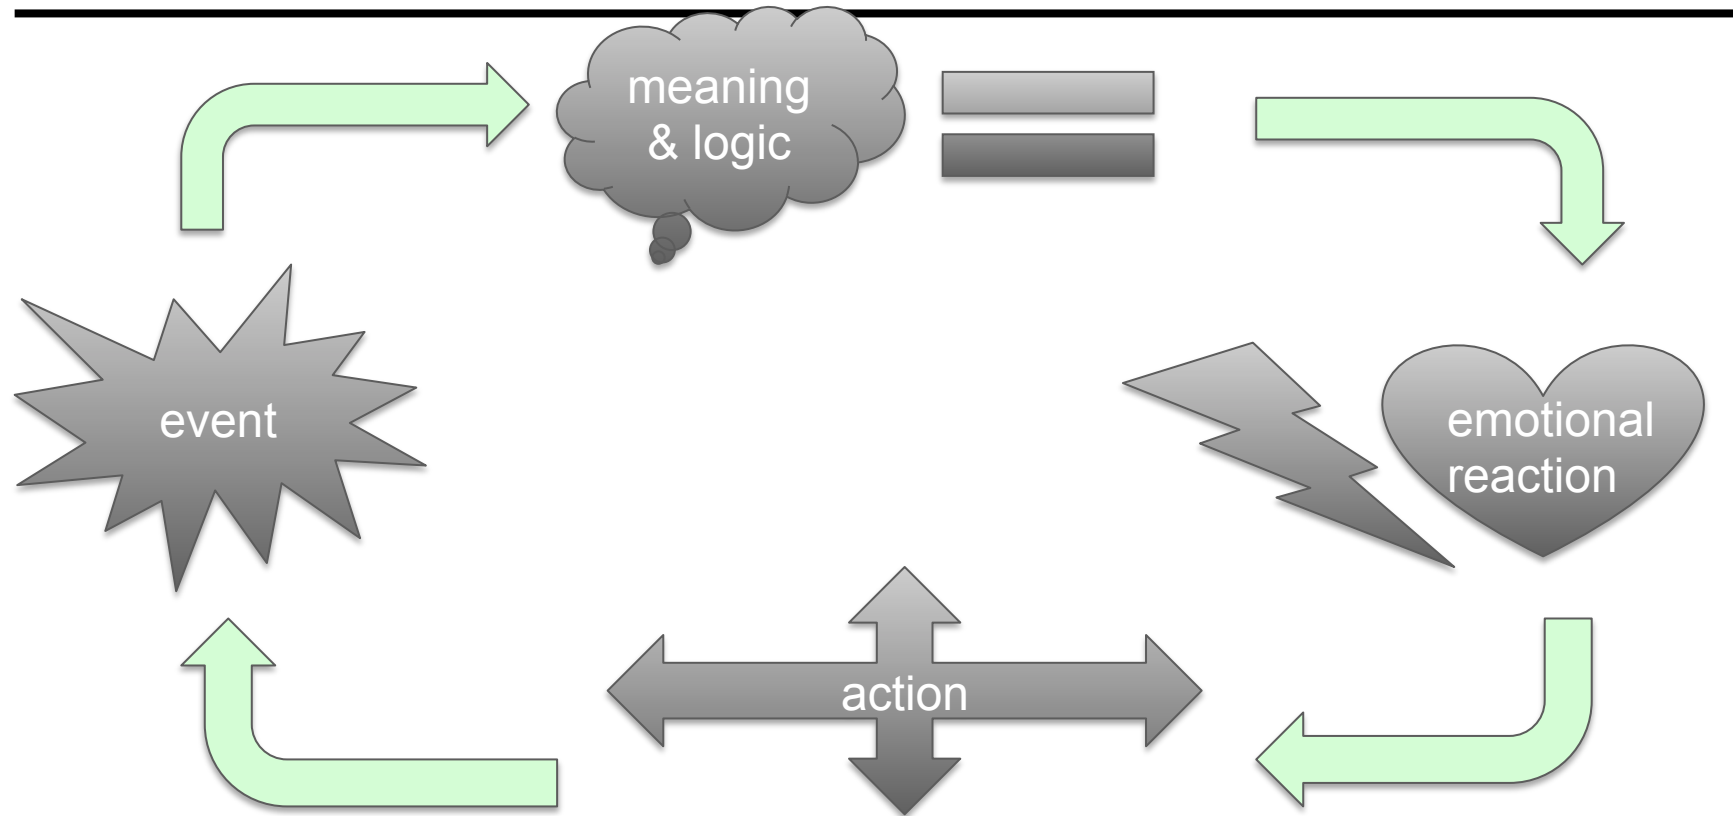 meaning
& logic
event
emotional
reaction
action